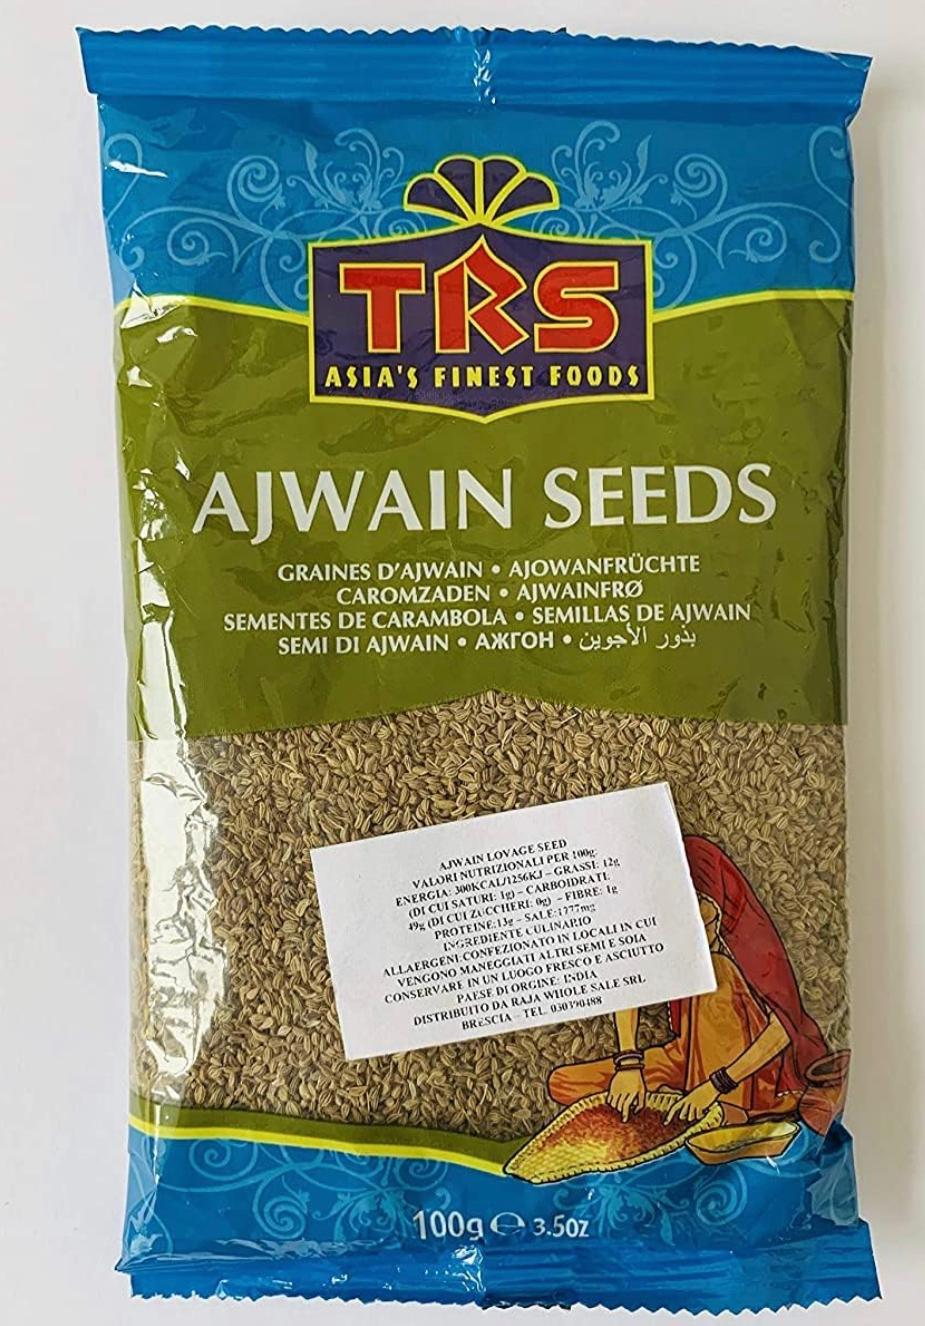 TRS
ASIA'S FINEST FOODS
AJWAIN SEEDS
GRAINES D'AJWAIN • AJOWANFRÜCHTE
CAROMZADEN • AJWAINFRØ
SEMENTES DE CARAMBOLA • SEMILLAS DE AJWAIN
SEMI DI AJWAIN • АЖГОН • بذور الأجوين
AJWAIN LOVAGE SEED
VALORI NUTRIZIONALI PER 100g:
ENERGIA: 300KCAL/1256KJ – GRASSI: 12g
(DI CUI SATURI: 1g) – CARBOIDRATI:
49g (DI CUI ZUCCHERI: 0g) – FIBRE: 1g
PROTEINE:13g – SALE:1777mg
INGREDIENTE CULINARIO
ALLAERGENI:CONFEZIONATO IN LOCALI IN CUI
VENGONO MANEGGIATI ALTRI SEMI E SOIA
CONSERVARE IN UN LUOGO FRESCO E ASCIUTTO
PAESE DI ORGINE: INDIA
DISTRIBUITO DA RAJA WHOLE SALE SRL
BRESCIA – TEL.
100g ℮ 3.5oz